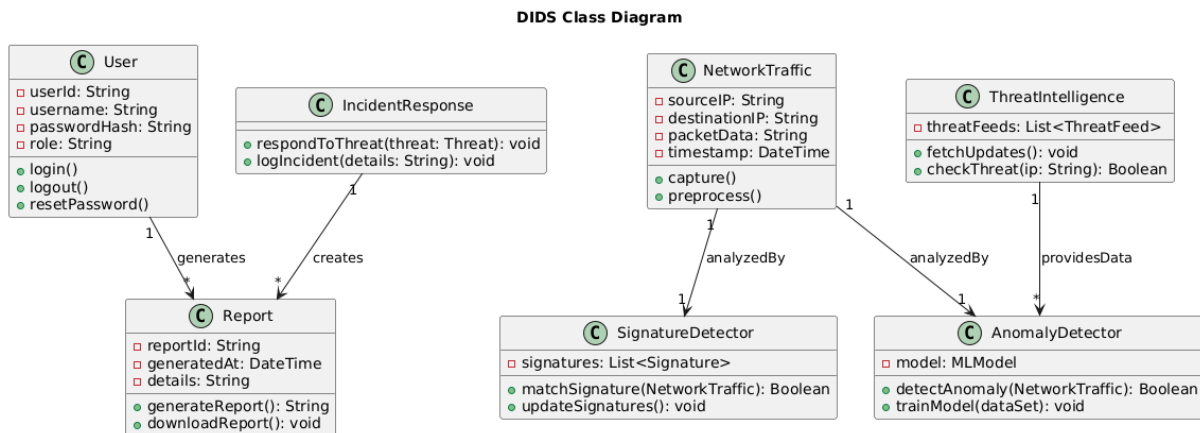 DIDS Class Diagram
C User
userId: String
username: String
passwordHash: String
role: String
login()
logout()
resetPassword()
C IncidentResponse
respondToThreat(threat: Threat): void
logIncident(details: String): void
C NetworkTraffic
sourceIP: String
destinationIP: String
packetData: String
timestamp: DateTime
capture()
preprocess()
C ThreatIntelligence
threatFeeds: List<ThreatFeed>
fetchUpdates(): void
checkThreat(ip: String): Boolean
1
generates
*
1
creates
*
1
analyzedBy
1
1
analyzedBy
1
1
providesData
*
C Report
reportId: String
generatedAt: DateTime
details: String
generateReport(): String
downloadReport(): void
C SignatureDetector
signatures: List<Signature>
matchSignature(NetworkTraffic): Boolean
updateSignatures(): void
C AnomalyDetector
model: MLModel
detectAnomaly(NetworkTraffic): Boolean
trainModel(dataSet): void